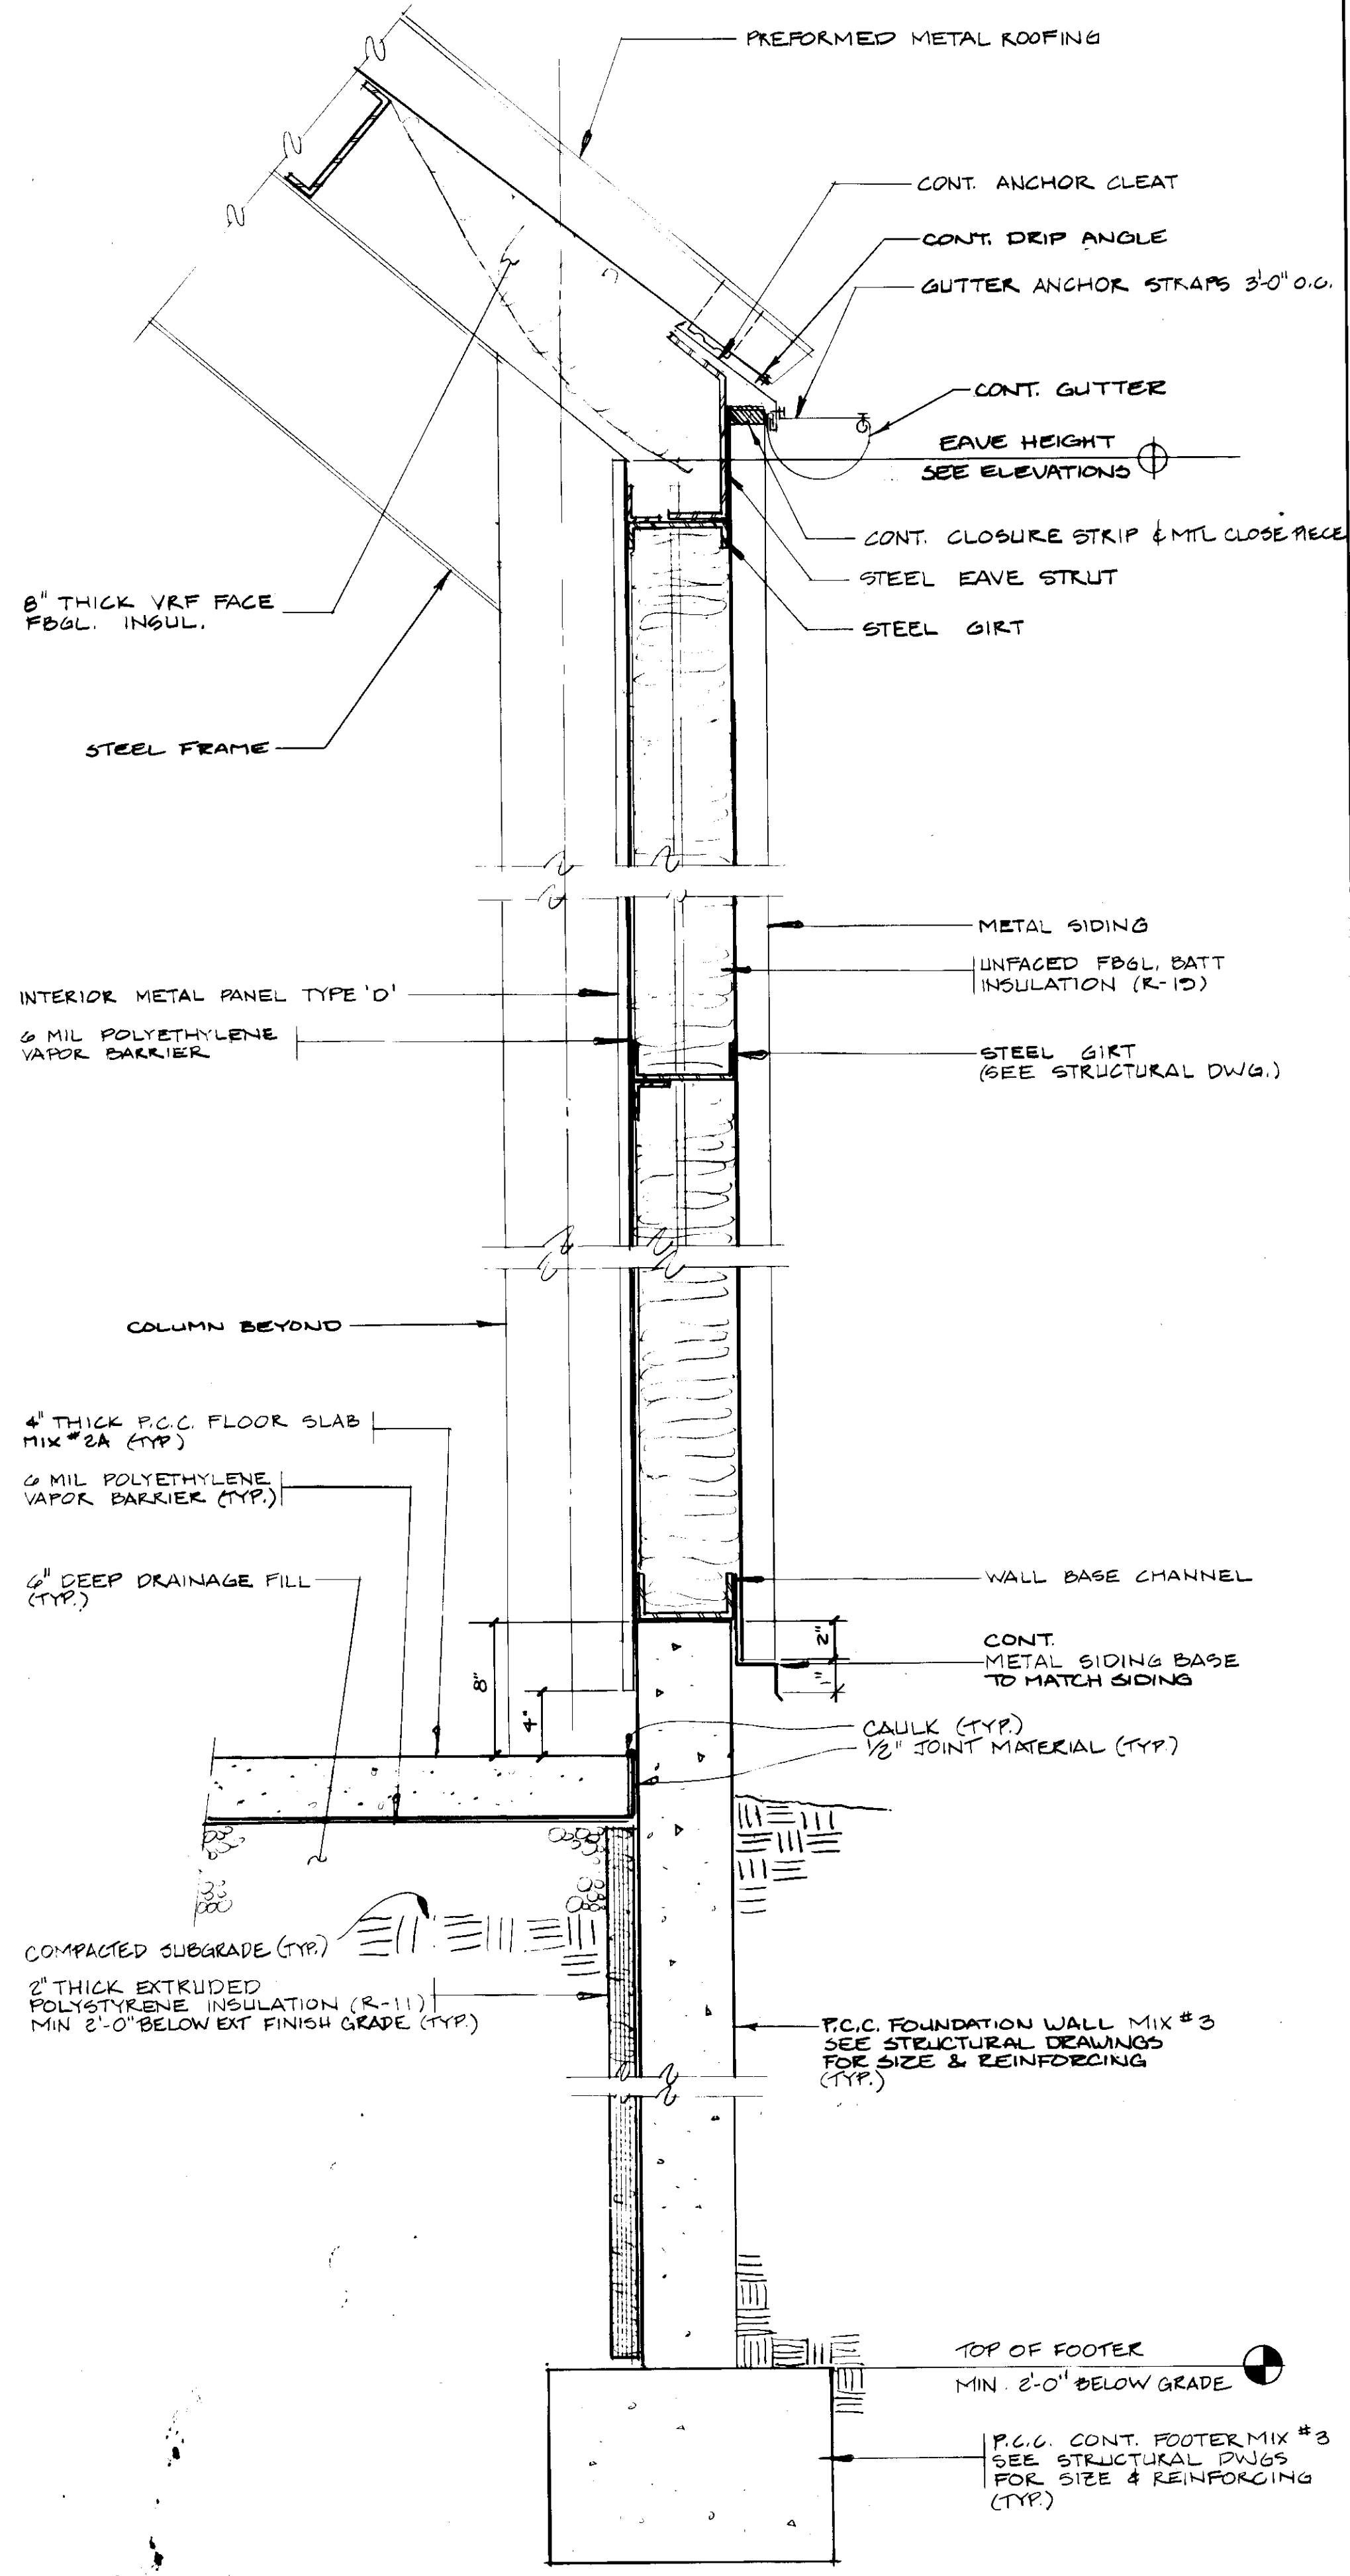 PREFORMED METAL ROOFING
CONT. ANCHOR CLEAT
CONT. DRIP ANGLE
GUTTER ANCHOR STRAPS 3'-0" O.C.
CONT. GUTTER
EAVE HEIGHT
SEE ELEVATIONS
CONT. CLOSURE STRIP & MTL CLOSE PIECE
STEEL EAVE STRUT
STEEL GIRT
8" THICK VRF FACE
FBGL. INSUL.
STEEL FRAME
METAL SIDING
UNFACED FBGL. BATT
INSULATION (R-19)
INTERIOR METAL PANEL TYPE 'D'
6 MIL POLYETHYLENE
VAPOR BARRIER
STEEL GIRT
(SEE STRUCTURAL DWG.)
COLUMN BEYOND
4" THICK P.C.C. FLOOR SLAB
MIX #2A (TYP)
6 MIL POLYETHYLENE
VAPOR BARRIER (TYP.)
6" DEEP DRAINAGE FILL
(TYP.)
WALL BASE CHANNEL
2"
1"
8"
4"
CONT.
METAL SIDING BASE
TO MATCH SIDING
CAULK (TYP.)
1/2" JOINT MATERIAL (TYP.)
COMPACTED SUBGRADE (TYP.)
2" THICK EXTRUDED
POLYSTYRENE INSULATION (R-11)
MIN 2'-0" BELOW EXT FINISH GRADE (TYP.)
P.C.C. FOUNDATION WALL MIX #3
SEE STRUCTURAL DRAWINGS
FOR SIZE & REINFORCING
(TYP.)
TOP OF FOOTER
MIN. 2'-0" BELOW GRADE
P.C.C. CONT. FOOTER MIX #3
SEE STRUCTURAL DWGS
FOR SIZE & REINFORCING
(TYP.)